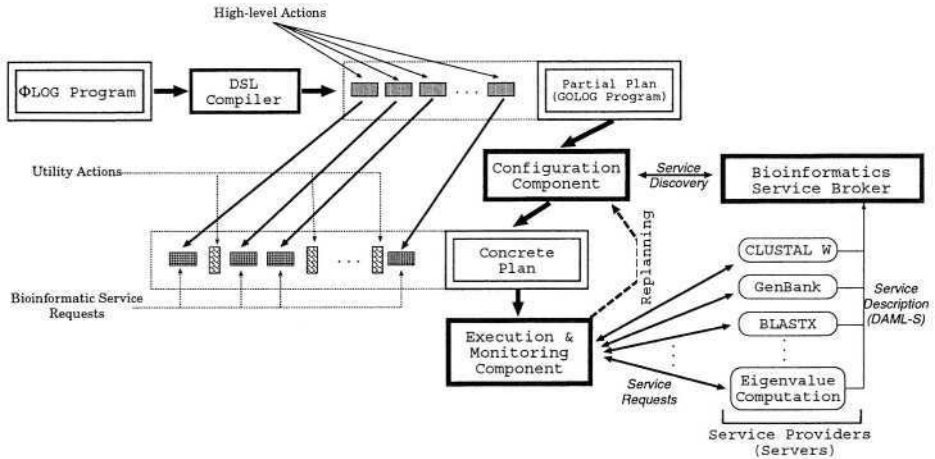 High-level Actions
ΦLOG Program
DSL
Compiler
. . .
Partial Plan
(GOLOG Program)
Utility Actions
Configuration
Component
Service
Discovery
Bioinformatics
Service Broker
. . .
Concrete
Plan
Replanning
CLUSTAL W
GenBank
BLASTX
Service
Description
(DAML-S)
Bioinformatic Service
Requests
Execution &
Monitoring
Component
Service
Requests
Eigenvalue
Computation
Service Providers
(Servers)